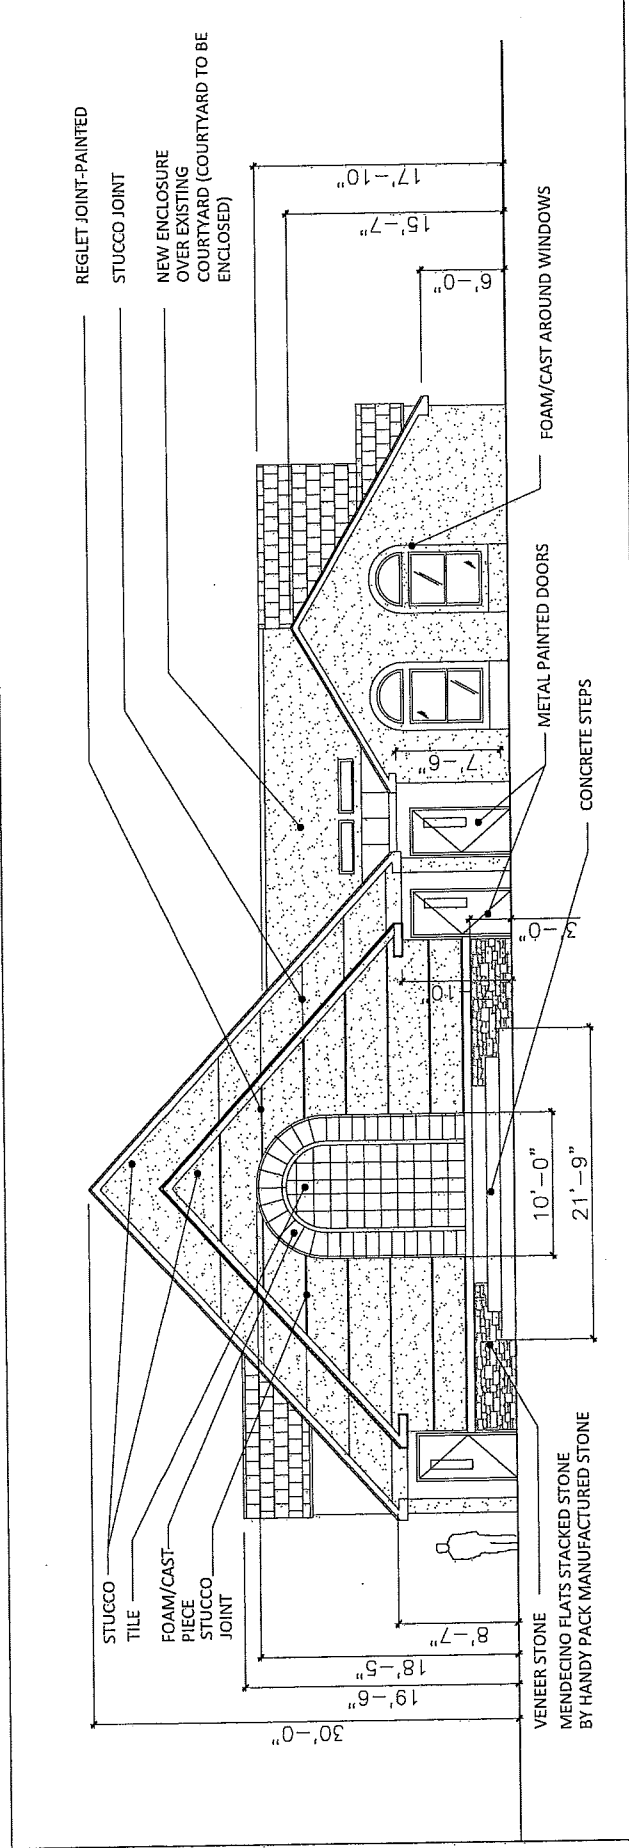 REGLET JOINT-PAINTED
STUCCO JOINT
NEW ENCLOSURE
OVER EXISTING
COURTYARD (COURTYARD TO BE
ENCLOSED)
17'-10"
15'-7"
6'-0"
FOAM/CAST AROUND WINDOWS
METAL PAINTED DOORS
7'-6"
CONCRETE STEPS
3'-0"
10'-0"
21'-9"
STUCCO
TILE
FOAM/CAST
PIECE
STUCCO
JOINT
8'-7"
18'-5"
19'-6"
30'-0"
VENEER STONE
MENDECINO FLATS STACKED STONE
BY HANDY PACK MANUFACTURED STONE